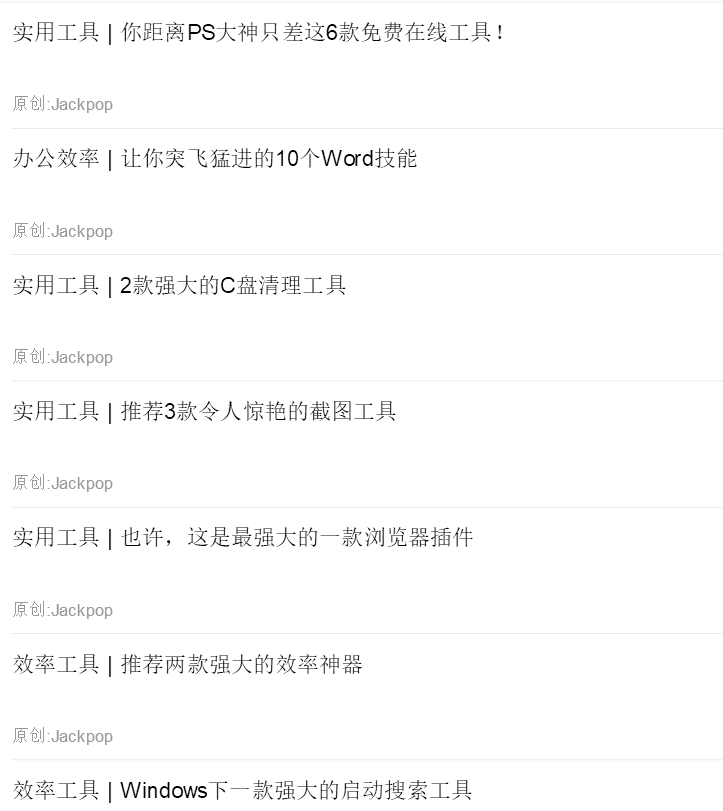 实用工具 | 你距离PS大神只差这6款免费在线工具！
原创:Jackpop
办公效率 | 让你突飞猛进的10个Word技能
原创:Jackpop
实用工具 | 2款强大的C盘清理工具
原创:Jackpop
实用工具 | 推荐3款令人惊艳的截图工具
原创:Jackpop
实用工具 | 也许，这是最强大的一款浏览器插件
原创:Jackpop
效率工具 | 推荐两款强大的效率神器
原创:Jackpop
效率工具 | Windows下一款强大的启动搜索工具